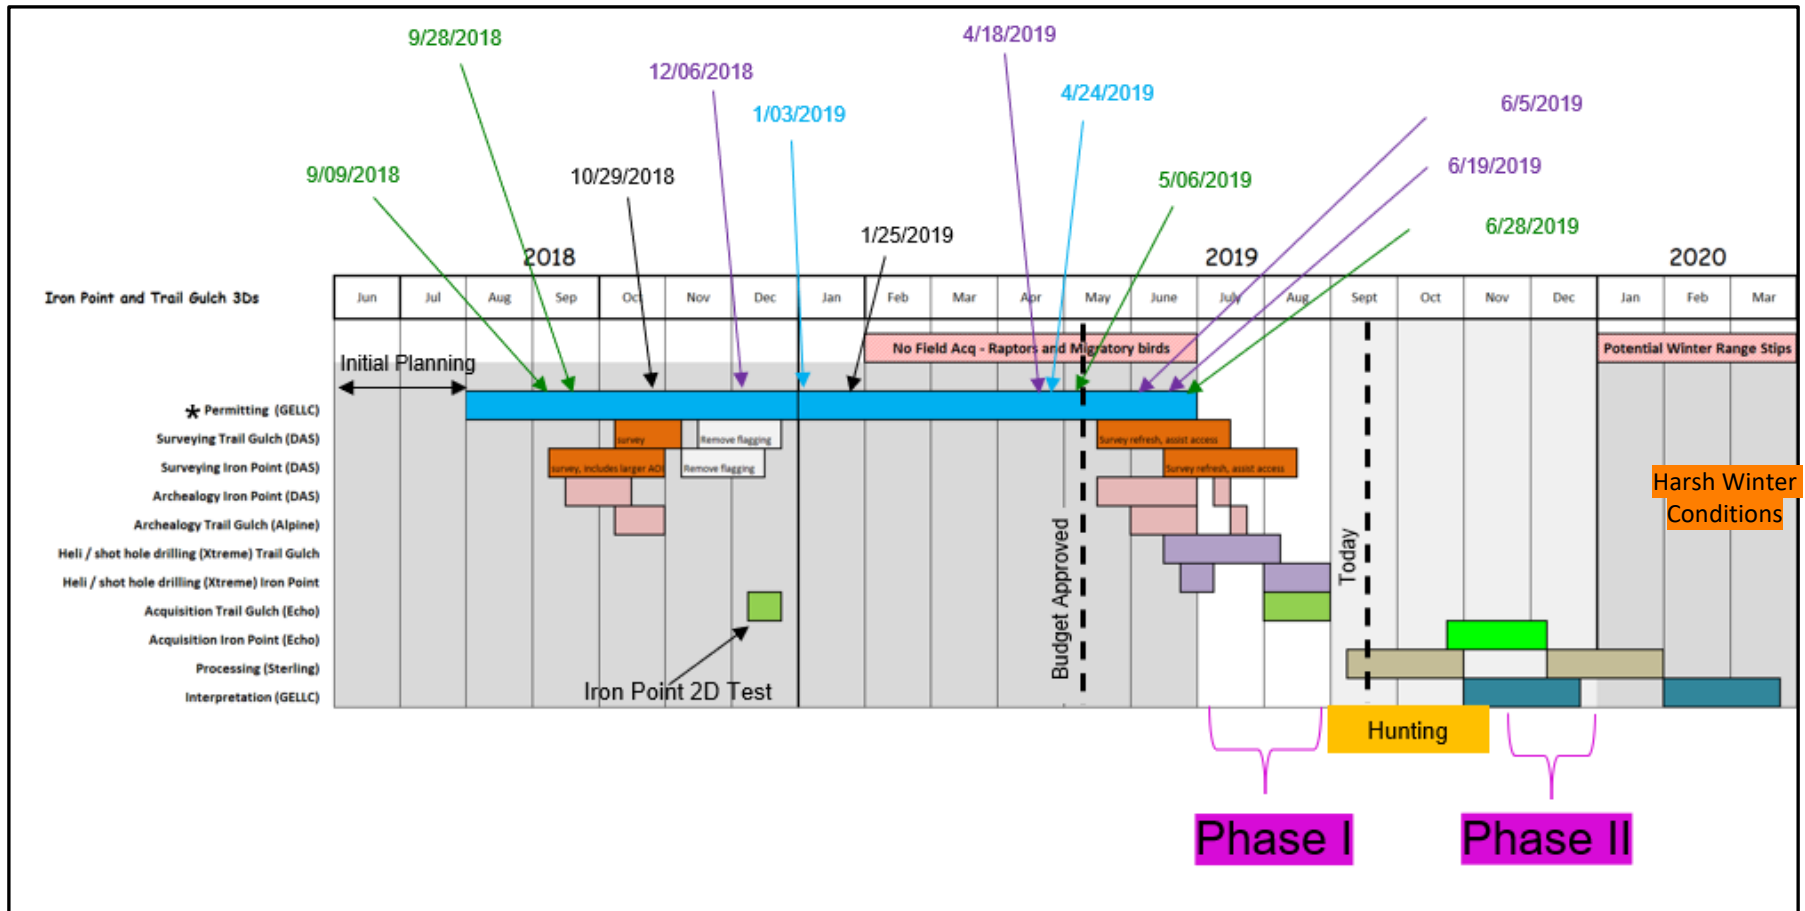 9/28/2018
4/18/2019
12/06/2018
4/24/2019
6/5/2019
1/03/2019
9/09/2018
10/29/2018
5/06/2019
6/19/2019
1/25/2019
6/28/2019
2018
2019
2020
Iron Point and Trail Gulch 3Ds
Jun Jul Aug Sep Oct Nov Dec Jan Feb Mar Apr May June July Aug Sept Oct Nov Dec Jan Feb Mar
No Field Acq - Raptors and Migratory birds
Potential Winter Range Stips
Initial Planning
* Permitting (GELLC)
Surveying Trail Gulch (DAS)
survey
Remove flagging
Survey refresh, assist access
Surveying Iron Point (DAS)
survey, includes larger AOI
Remove flagging
Survey refresh, assist access
Archealogy Iron Point (DAS)
Archealogy Trail Gulch (Alpine)
Heli / shot hole drilling (Xtreme) Trail Gulch
Heli / shot hole drilling (Xtreme) Iron Point
Acquisition Trail Gulch (Echo)
Acquisition Iron Point (Echo)
Processing (Sterling)
Interpretation (GELLC)
Iron Point 2D Test
Budget Approved
Today
Harsh Winter
Conditions
Hunting
Phase I
Phase II